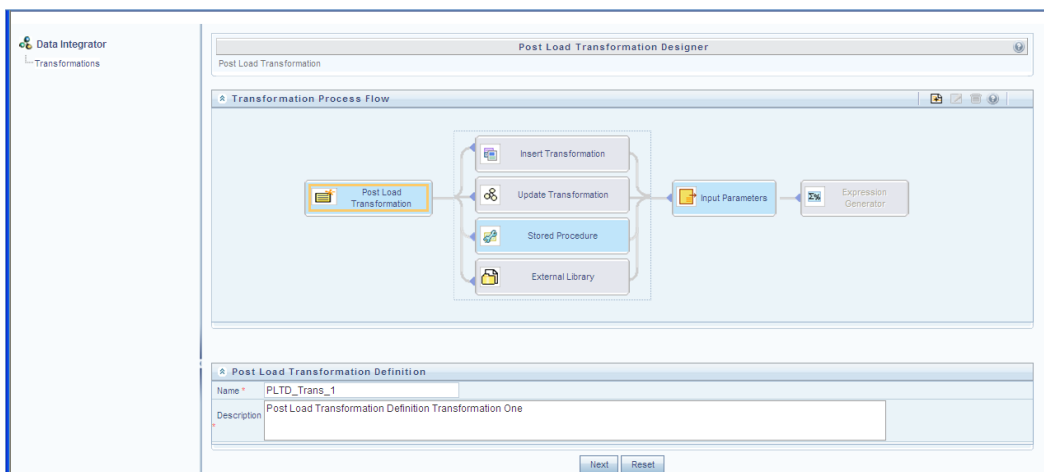 Data Integrator
Transformations
Post Load Transformation Designer
Post Load Transformation
Transformation Process Flow
Insert Transformation
Post Load
Transformation
Update Transformation
Input Parameters
Expression
Generator
Stored Procedure
External Library
Post Load Transformation Definition
Name * PLTD_Trans_1
Description * Post Load Transformation Definition Transformation One
Next Reset